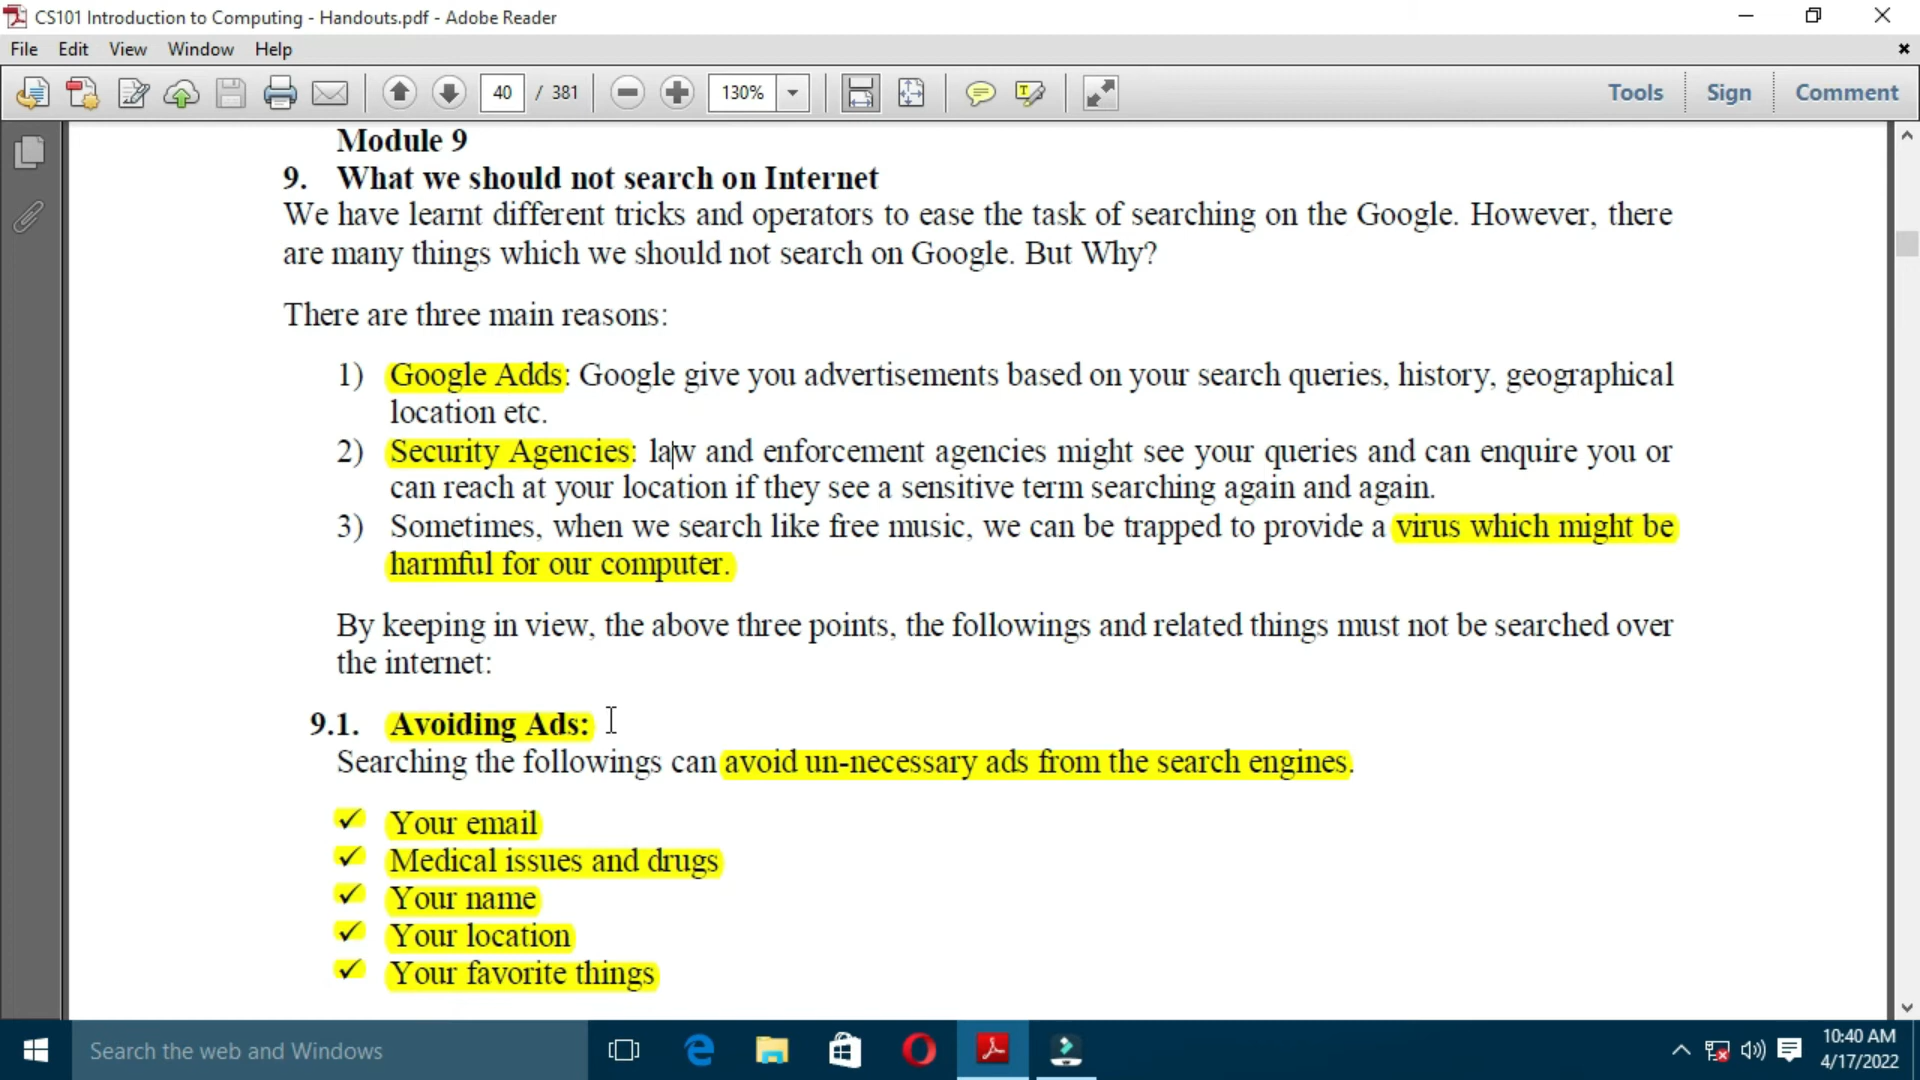 CS101 Introduction to Computing - Handouts.pdf - Adobe Reader
File Edit View Window Help
40 / 381 130% Tools Sign Comment
Module 9
9. What we should not search on Internet
We have learnt different tricks and operators to ease the task of searching on the Google. However, there
are many things which we should not search on Google. But Why?
There are three main reasons:
1) Google Adds: Google give you advertisements based on your search queries, history, geographical
location etc.
2) Security Agencies: law and enforcement agencies might see your queries and can enquire you or
can reach at your location if they see a sensitive term searching again and again.
3) Sometimes, when we search like free music, we can be trapped to provide a virus which might be
harmful for our computer.
By keeping in view, the above three points, the followings and related things must not be searched over
the internet:
9.1. Avoiding Ads:
Searching the followings can avoid un-necessary ads from the search engines.
✓ Your email
✓ Medical issues and drugs
✓ Your name
✓ Your location
✓ Your favorite things
Search the web and Windows
10:40 AM
4/17/2022